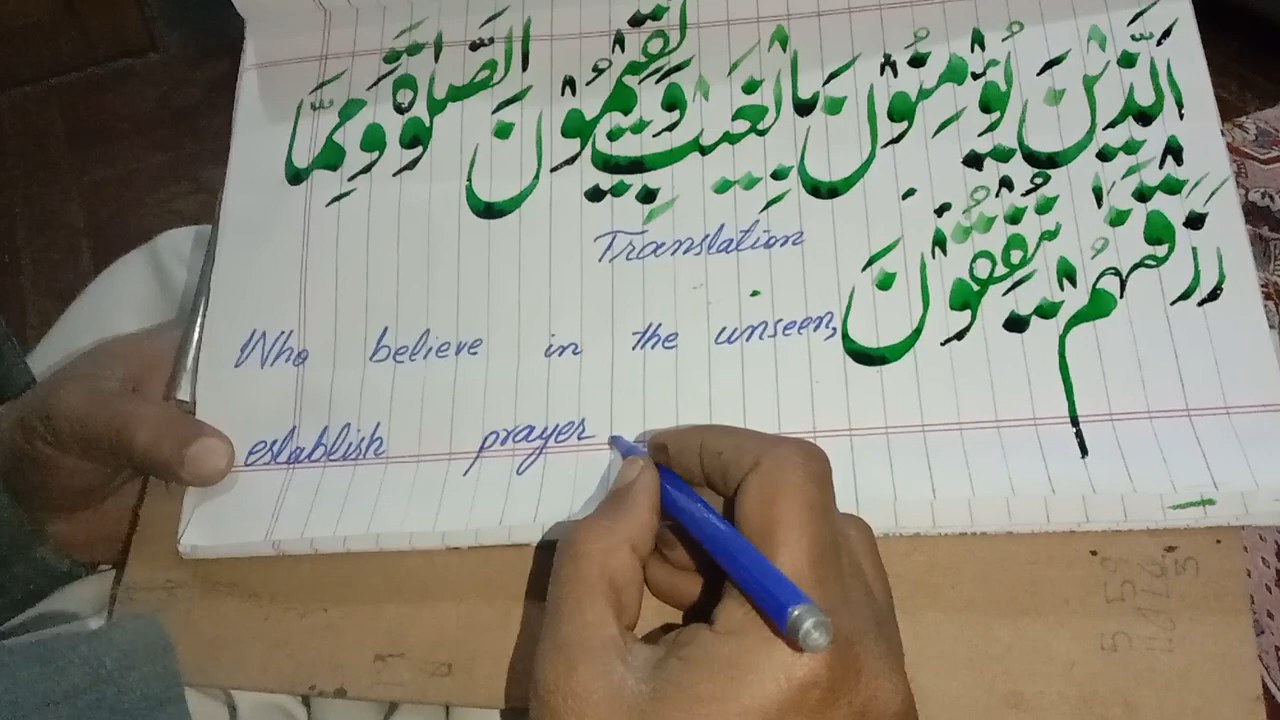 الَّذِيْنَ يُؤْمِنُوْنَ بِالْغَيْبِ وَيُقِيْمُوْنَ الصَّلٰوةَ وَمِمَّا
رَزَقْنٰهُمْ يُنْفِقُوْنَ
Translation
Who believe in the unseen,
establish prayer